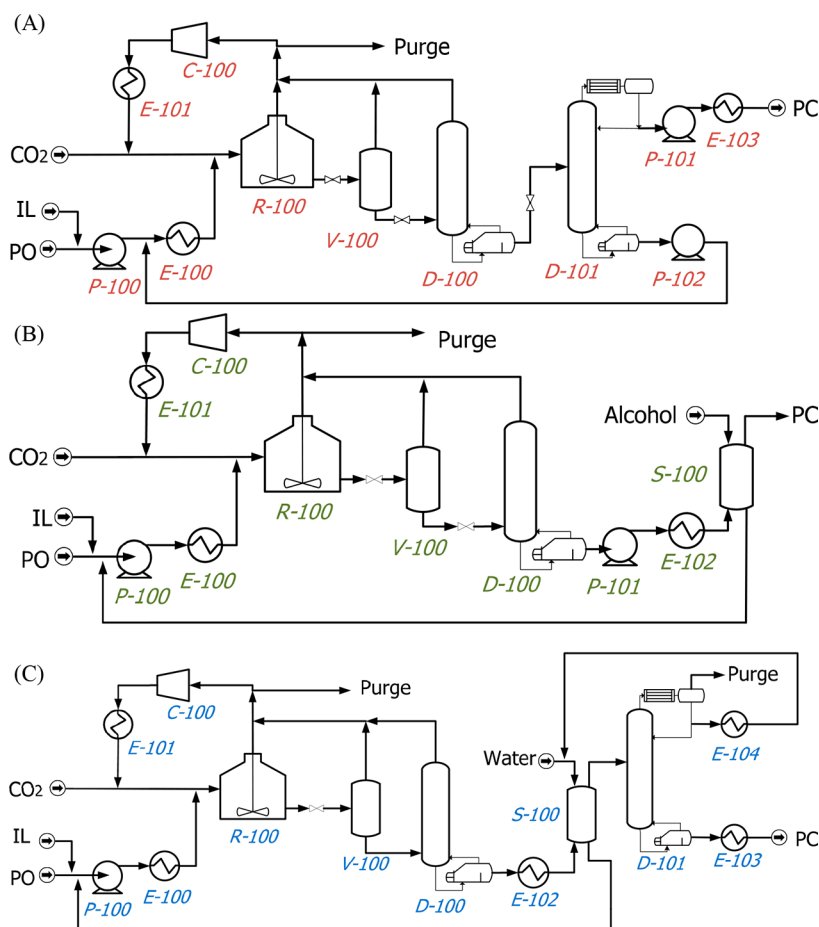 (A)
Purge
C-100
E-101
CO2
IL
PO
P-100
E-100
R-100
V-100
D-100
D-101
P-101
E-103
PC
P-102
(B)
Purge
C-100
E-101
CO2
IL
PO
P-100
E-100
R-100
V-100
D-100
P-101
E-102
Alcohol
S-100
PC
(C)
Purge
C-100
E-101
CO2
IL
PO
P-100
E-100
R-100
V-100
D-100
E-102
Water
S-100
Purge
E-104
D-101
E-103
PC